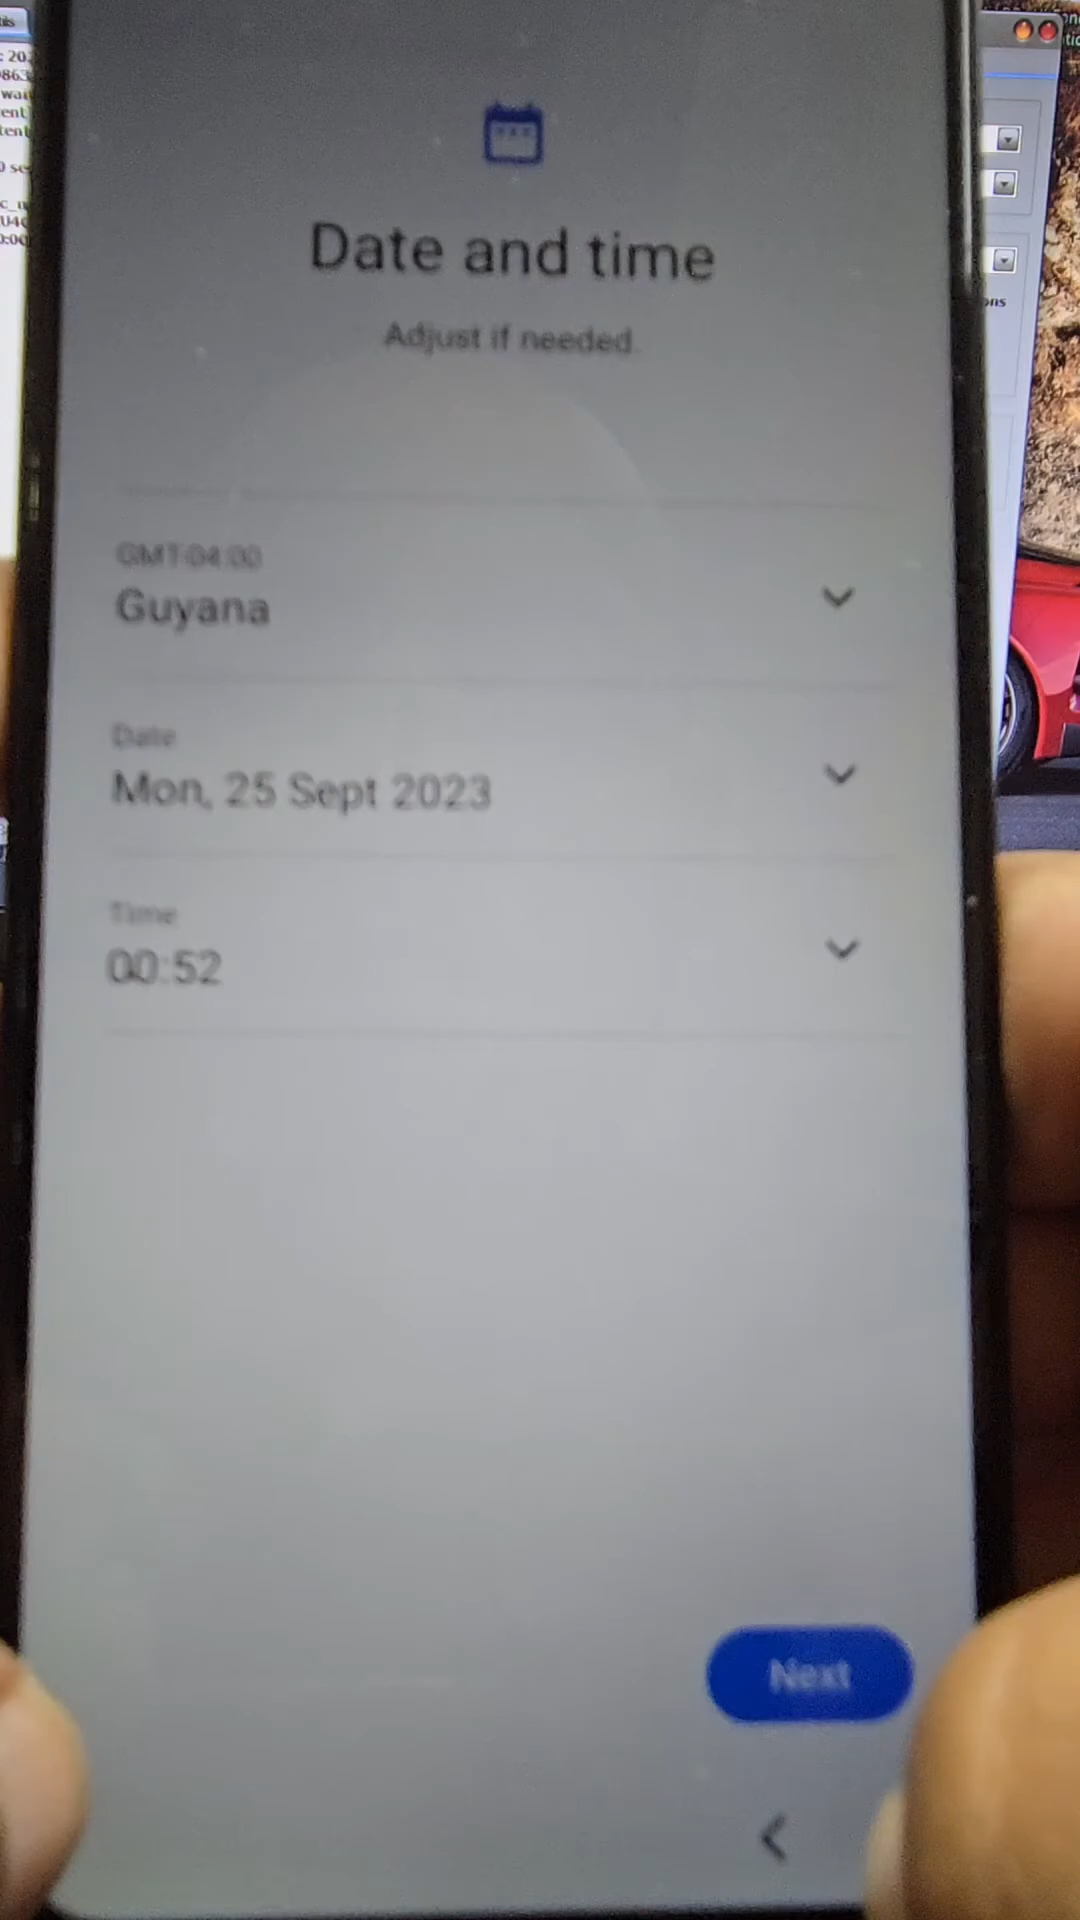 Date and time
Adjust if needed.
GMT-04:00
Guyana
Date
Mon, 25 Sept 2023
Time
00:52
Next